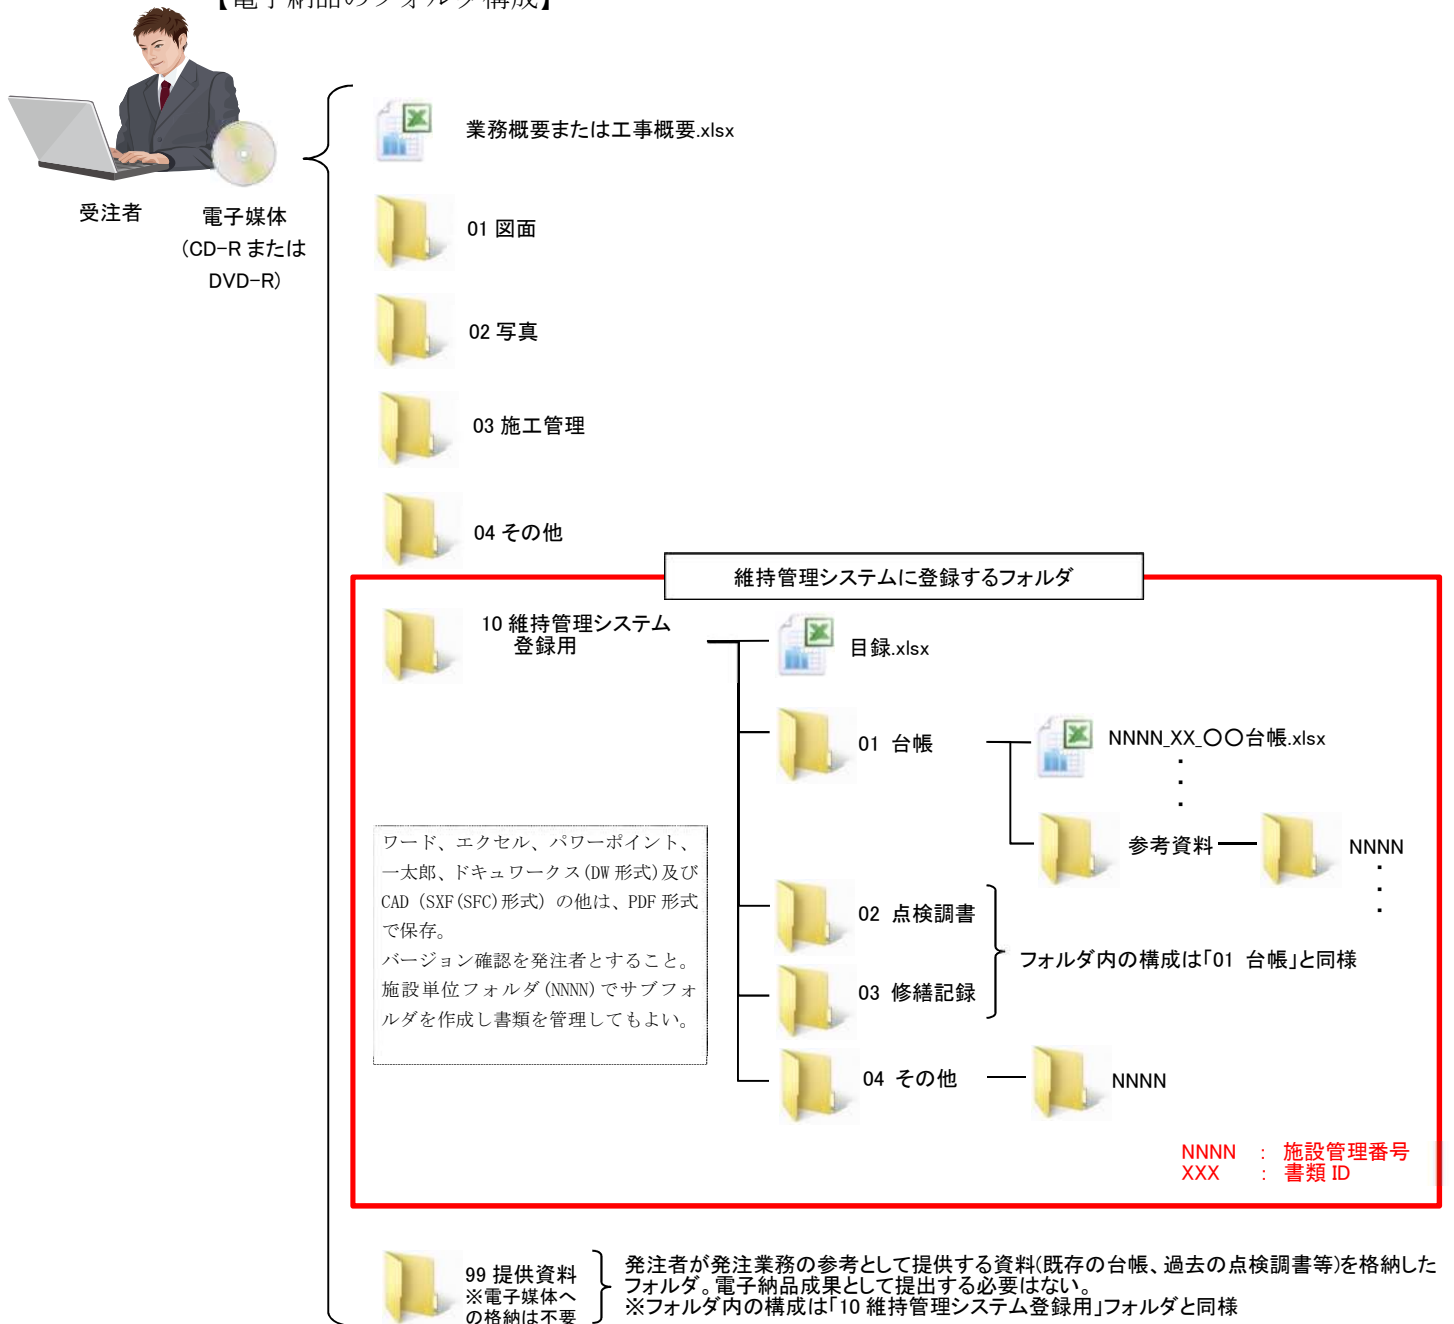 【電子納品のフォルダ構成】
受注者
電子媒体
(CD-R または
DVD-R)
業務概要または工事概要.xlsx
01 図面
02 写真
03 施工管理
04 その他
維持管理システムに登録するフォルダ
10 維持管理システム
登録用
目録.xlsx
01 台帳
NNNN_XX_〇〇台帳.xlsx
・
・
・
参考資料
NNNN
・
・
・
ワード、エクセル、パワーポイント、
一太郎、ドキュワークス(DW 形式)及び
CAD (SXF(SFC)形式) の他は、PDF 形式
で保存。
バージョン確認を発注者とすること。
施設単位フォルダ(NNNN)でサブフォ
ルダを作成し書類を管理してもよい。
02 点検調書
03 修繕記録
フォルダ内の構成は「01 台帳」と同様
04 その他
NNNN
NNNN : 施設管理番号
XXX : 書類 ID
99 提供資料
※電子媒体へ
の格納は不要
発注者が発注業務の参考として提供する資料(既存の台帳、過去の点検調書等)を格納した
フォルダ。電子納品成果として提出する必要はない。
※フォルダ内の構成は「10 維持管理システム登録用」フォルダと同様